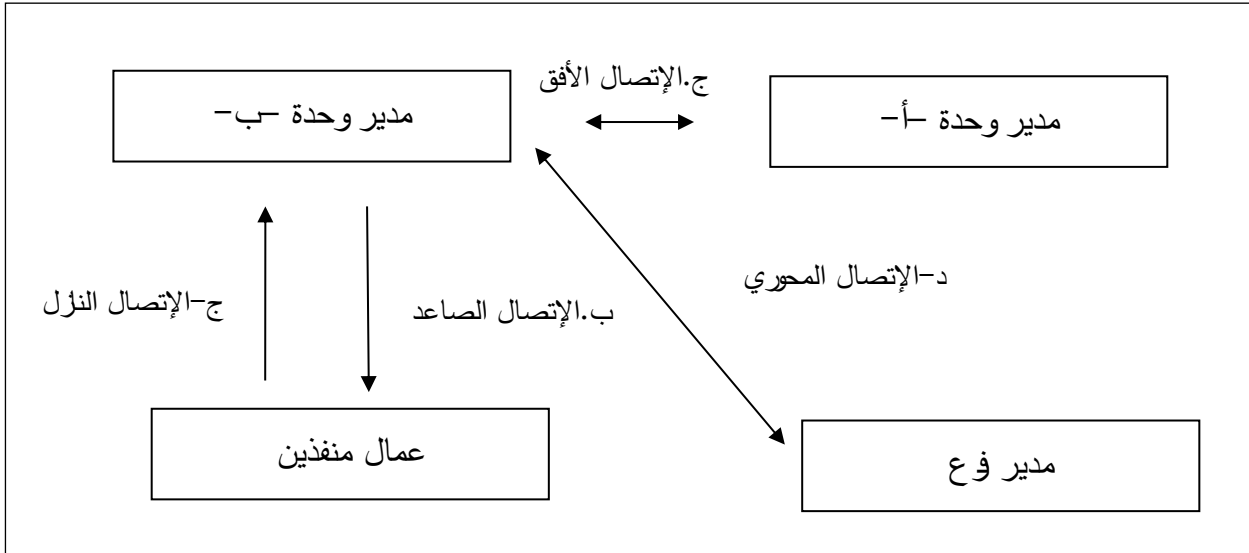 ج.الإتصال الأفق
مدير وحدة –أ-
مدير وحدة –ب-
د-الإتصال المحوري
ب.الإتصال الصاعد
ج-الإتصال النازل
مدير فرع
عمال منفذين